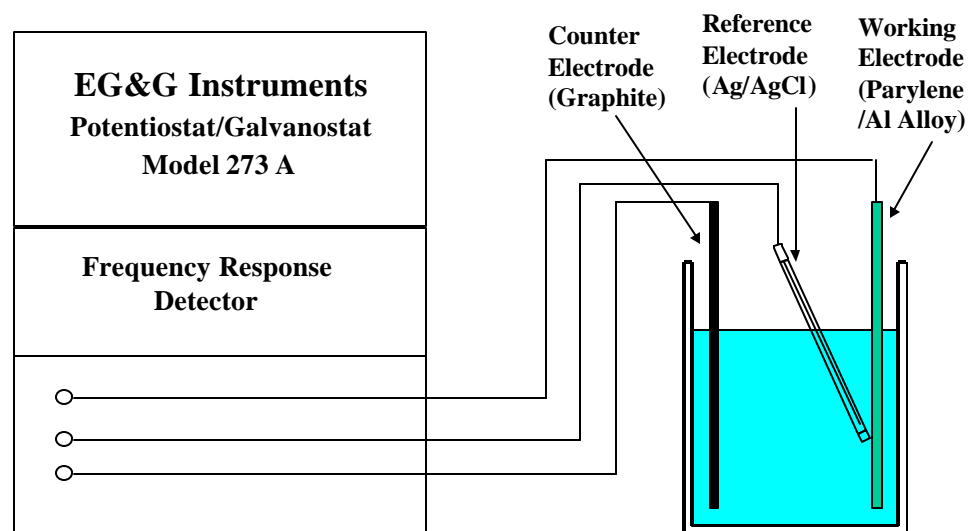 EG&G Instruments
Potentiostat/Galvanostat
Model 273 A
Frequency Response
Detector
Counter
Electrode
(Graphite)
Reference
Electrode
(Ag/AgCl)
Working
Electrode
(Parylene
/Al Alloy)